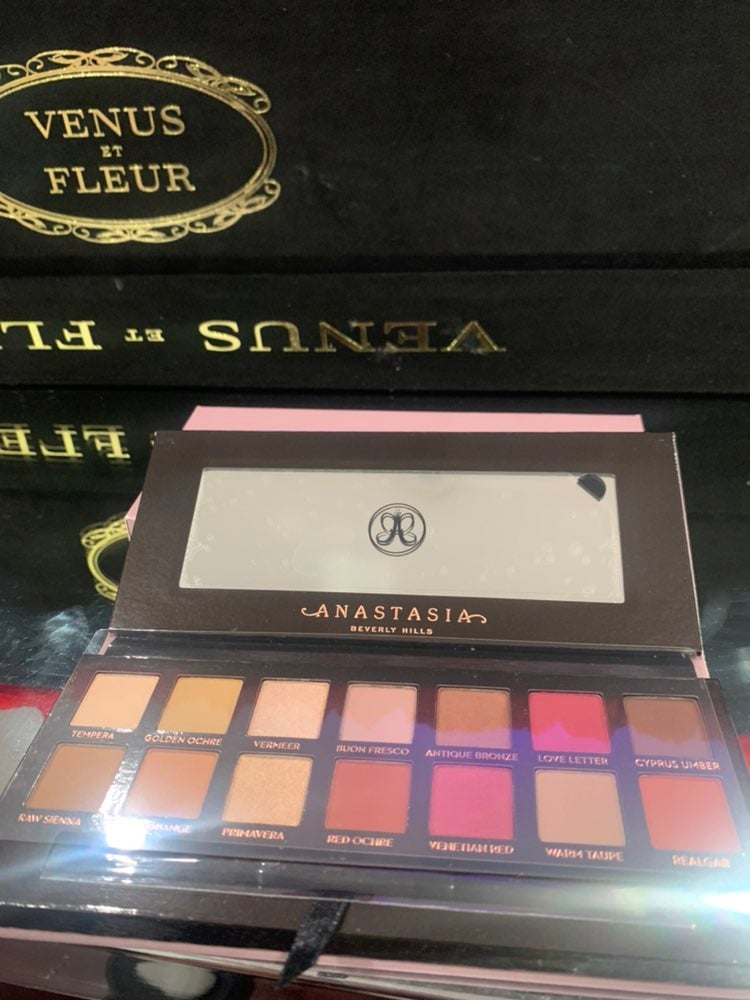 VENUS
ET
FLEUR
VENUS ET FL
ANASTASIA
BEVERLY HILLS
TEMPERA GOLDEN OCHRE VERMEER BUON FRESCO ANTIQUE BRONZE LOVE LETTER CYPRUS UMBER
RAW SIENNA PRIMAVERA RED OCHRE VENETIAN RED WARM TAUPE REALGAR